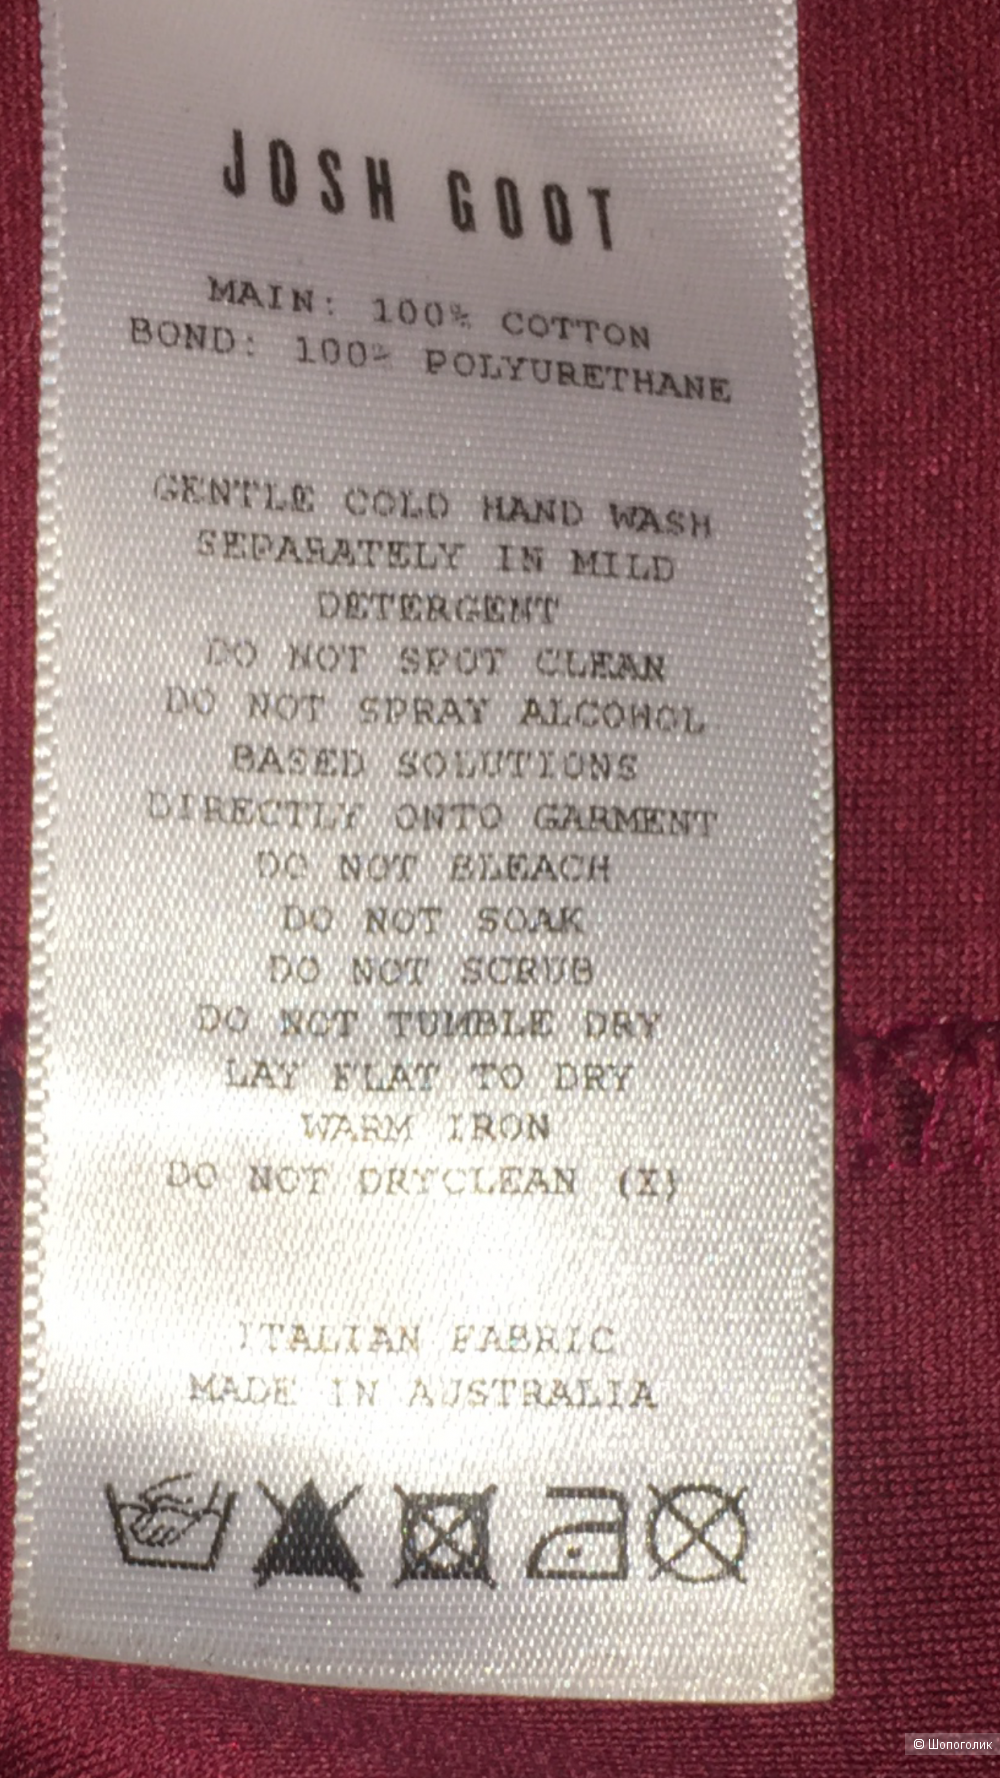 JOSH GOOT
MAIN: 100% COTTON
BOND: 100% POLYURETHANE
GENTLE COLD HAND WASH
SEPARATELY IN MILD
DETERGENT
DO NOT SPOT CLEAN
DO NOT SPRAY ALCOHOL
BASED SOLUTIONS
DIRECTLY ONTO GARMENT
DO NOT BLEACH
DO NOT SOAK
DO NOT SCRUB
DO NOT TUMBLE DRY
LAY FLAT TO DRY
WARM IRON
DO NOT DRYCLEAN (X)
ITALIAN FABRIC
MADE IN AUSTRALIA
© Шопоголик